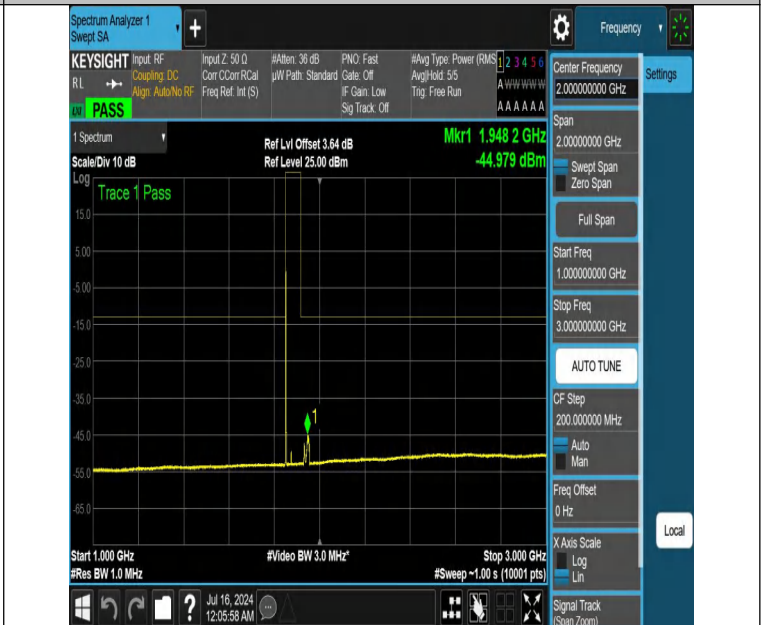 Spectrum Analyzer 1
Swept SA
+
Frequency
KEYSIGHT
RL
PASS
Input: RF
Coupling: DC
Align: Auto/No RF
Input Z: 50 Ω
Corr CCorr RCal
Freq Ref: Int (S)
#Atten: 36 dB
µW Path: Standard
PNO: Fast
Gate: Off
IF Gain: Low
Sig Track: Off
#Avg Type: Power (RMS
Avg|Hold: 5/5
Trig: Free Run
1 2 3 4 5 6
A W W W W W
A A A A A A
1 Spectrum
Scale/Div 10 dB
Log
Ref Lvl Offset 3.64 dB
Ref Level 25.00 dBm
Mkr1 1.948 2 GHz
-44.979 dBm
Trace 1 Pass
15.0
5.00
-5.00
-15.0
-25.0
-35.0
-45.0
-55.0
-65.0
1
Start 1.000 GHz
#Res BW 1.0 MHz
#Video BW 3.0 MHz*
Stop 3.000 GHz
#Sweep ~1.00 s (10001 pts)
Center Frequency
2.000000000 GHz
Settings
Span
2.00000000 GHz
Swept Span
Zero Span
Full Span
Start Freq
1.000000000 GHz
Stop Freq
3.000000000 GHz
AUTO TUNE
CF Step
200.000000 MHz
Auto
Man
Freq Offset
0 Hz
X Axis Scale
Log
Lin
Local
Signal Track
(Span Zoom)
?
Jul 16, 2024
12:05:58 AM